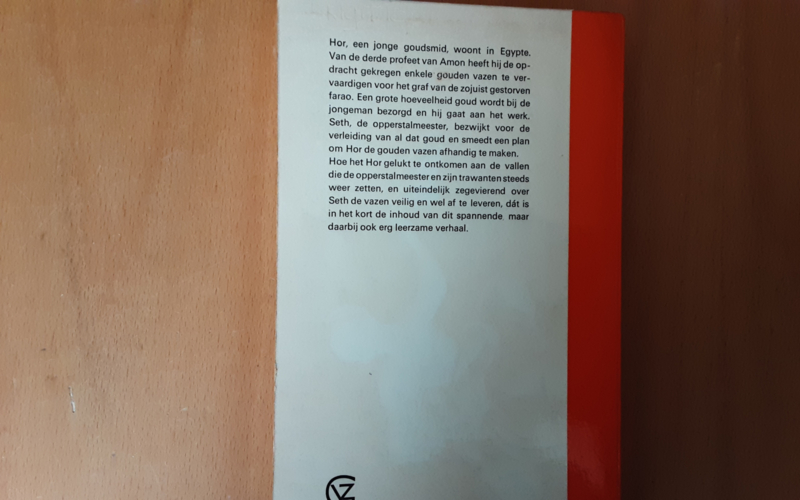 Hor, een jonge goudsmid, woont in Egypte.
Van de derde profeet van Amon heeft hij de op-
dracht gekregen enkele gouden vazen te ver-
vaardigen voor het graf van de zojuist gestorven
farao. Een grote hoeveelheid goud wordt bij de
jongeman bezorgd en hij gaat aan het werk.
Seth, de opperstalmeester, bezwijkt voor de
verleiding van al dat goud en smeedt een plan
om Hor de gouden vazen afhandig te maken.
Hoe het Hor gelukt te ontkomen aan de vallen
die de opperstalmeester en zijn trawanten steeds
weer zetten, en uiteindelijk zegevierend over
Seth de vazen veilig en wel af te leveren, dát is
in het kort de inhoud van dit spannende maar
daarbij ook erg leerzame verhaal.